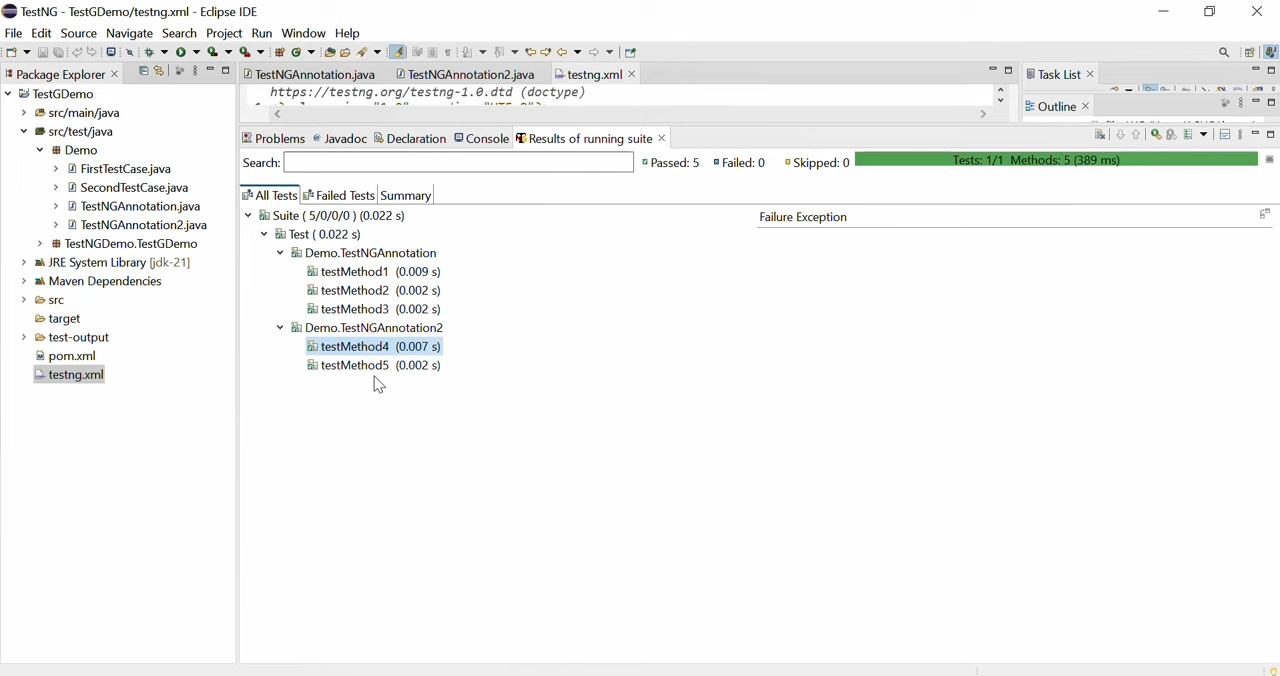 TestNG - TestGDemo/testng.xml - Eclipse IDE
File Edit Source Navigate Search Project Run Window Help
Package Explorer
TestGDemo
src/main/java
src/test/java
Demo
FirstTestCase.java
SecondTestCase.java
TestNGAnnotation.java
TestNGAnnotation2.java
TestNGDemo.TestGDemo
JRE System Library [jdk-21]
Maven Dependencies
src
target
test-output
pom.xml
testng.xml
TestNGAnnotation.java TestNGAnnotation2.java testng.xml
https://testng.org/testng-1.0.dtd (doctype)
Task List
Outline
Problems Javadoc Declaration Console Results of running suite
Search: Passed: 5 Failed: 0 Skipped: 0 Tests: 1/1 Methods: 5 (389 ms)
All Tests Failed Tests Summary
Suite ( 5/0/0/0 ) (0.022 s)
Test ( 0.022 s)
Demo.TestNGAnnotation
testMethod1 (0.009 s)
testMethod2 (0.002 s)
testMethod3 (0.002 s)
Demo.TestNGAnnotation2
testMethod4 (0.007 s)
testMethod5 (0.002 s)
Failure Exception